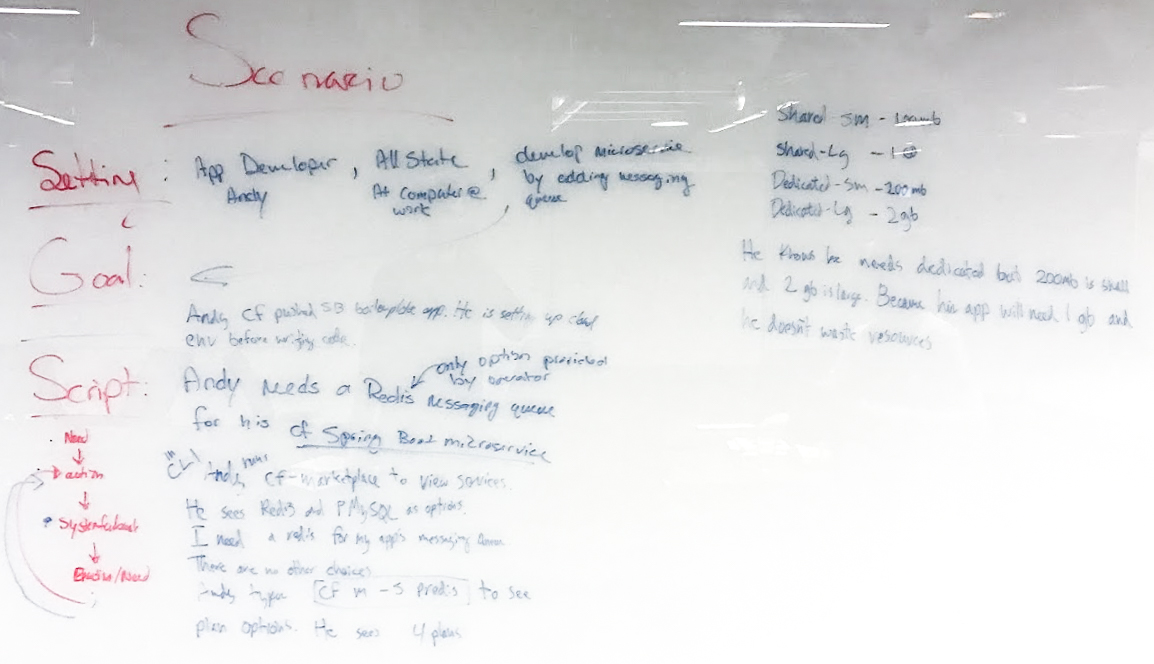 Scenario
Setting:
App Developer, All State, develop microservice
Andy At computer @ by adding messaging
work queue
Goal:
Andy cf pushed SB boilerplate app. He is setting up cloud
env before writing code.
Script:
only option provided
by operator
Andy needs a Redis messaging queue
for his cf Spring Boot microservice
Need
action
System feedback
Emotion/Need
in CLI Andy runs cf-marketplace to view services.
He sees Redis and PMySQL as options.
I need a redis for my app's messaging
There are no other choices
Andy types cf m -s predis to see
plan options. He sees 4 plans
Shared - sm - 100mb
Shared-Lg - 1
Dedicated-sm - 200mb
Dedicated-Lg - 2gb
He knows he needs dedicated but 200mb is small
and 2 gb is large. Because his app will need 1 gb and
he doesn't waste resources